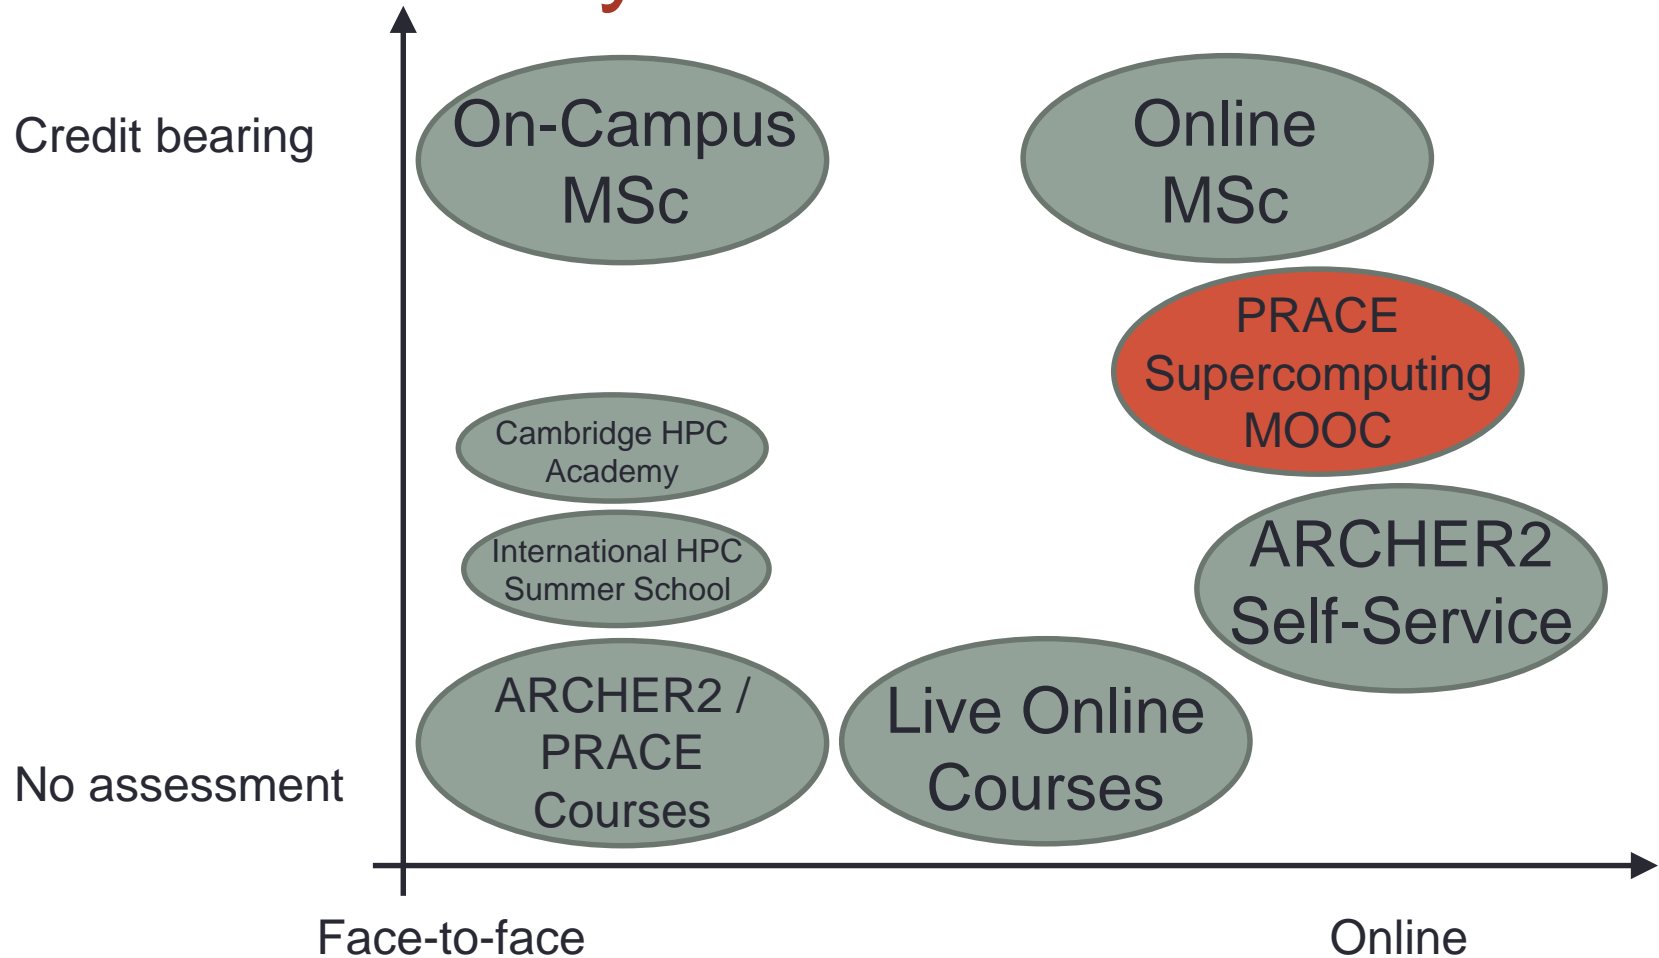 Credit bearing
On-Campus
MSc
Online
MSc
PRACE
Supercomputing
MOOC
Cambridge HPC
Academy
International HPC
Summer School
ARCHER2
Self-Service
ARCHER2 /
PRACE
Courses
Live Online
Courses
No assessment
Face-to-face
Online